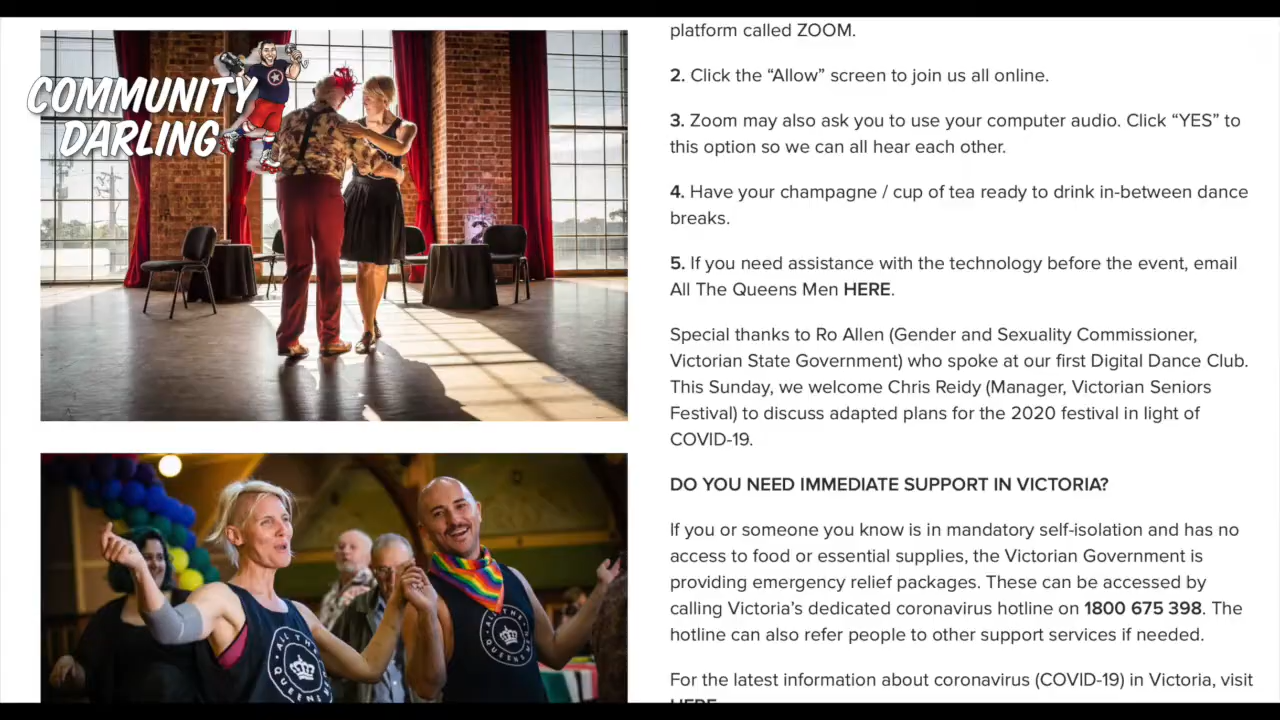 COMMUNITY
DARLING
platform called ZOOM.
2. Click the “Allow” screen to join us all online.
3. Zoom may also ask you to use your computer audio. Click “YES” to
this option so we can all hear each other.
4. Have your champagne / cup of tea ready to drink in-between dance
breaks.
5. If you need assistance with the technology before the event, email
All The Queens Men HERE.
Special thanks to Ro Allen (Gender and Sexuality Commissioner,
Victorian State Government) who spoke at our first Digital Dance Club.
This Sunday, we welcome Chris Reidy (Manager, Victorian Seniors
Festival) to discuss adapted plans for the 2020 festival in light of
COVID-19.
DO YOU NEED IMMEDIATE SUPPORT IN VICTORIA?
If you or someone you know is in mandatory self-isolation and has no
access to food or essential supplies, the Victorian Government is
providing emergency relief packages. These can be accessed by
calling Victoria’s dedicated coronavirus hotline on 1800 675 398. The
hotline can also refer people to other support services if needed.
For the latest information about coronavirus (COVID-19) in Victoria, visit
HERE
2
ALL THE
QUEENS
ALL THE
QUEENS